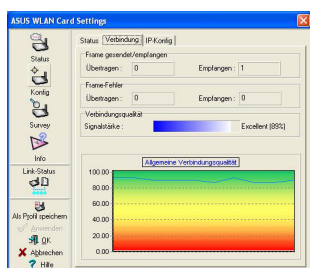 ASUS WLAN Card Settings
Status
Konfig
Survey
Info
Link-Status
Als Profil speichern
Anwenden
OK
Abbrechen
Hilfe
Status Verbindung IP-Konfig
Frame gesendet/empfangen
Übertragen : 0 Empfangen : 1
Frame-Fehler
Übertragen : 0 Empfangen : 0
Verbindungsqualität
Signalstärke : Excellent (89%)
Allgemeine Verbindungsqualität
100.00
80.00
60.00
40.00
20.00
0.00